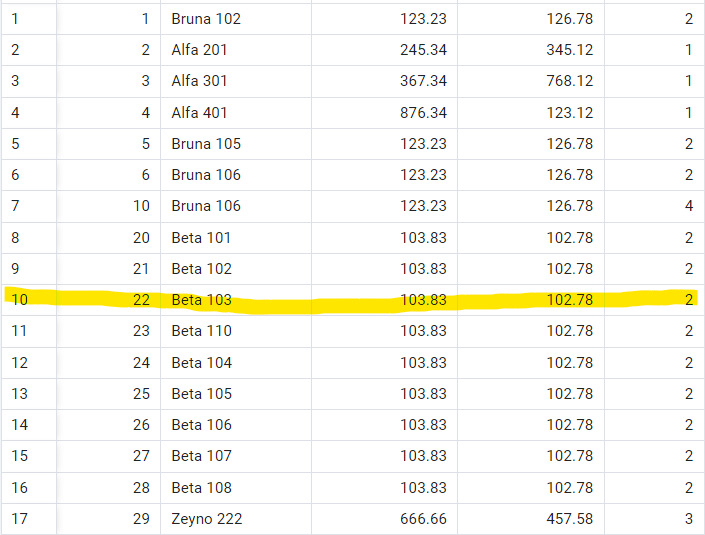 1 1 Bruna 102 123.23 126.78 2
2 2 Alfa 201 245.34 345.12 1
3 3 Alfa 301 367.34 768.12 1
4 4 Alfa 401 876.34 123.12 1
5 5 Bruna 105 123.23 126.78 2
6 6 Bruna 106 123.23 126.78 2
7 10 Bruna 106 123.23 126.78 4
8 20 Beta 101 103.83 102.78 2
9 21 Beta 102 103.83 102.78 2
10 22 Beta 103 103.83 102.78 2
11 23 Beta 110 103.83 102.78 2
12 24 Beta 104 103.83 102.78 2
13 25 Beta 105 103.83 102.78 2
14 26 Beta 106 103.83 102.78 2
15 27 Beta 107 103.83 102.78 2
16 28 Beta 108 103.83 102.78 2
17 29 Zeyno 222 666.66 457.58 3